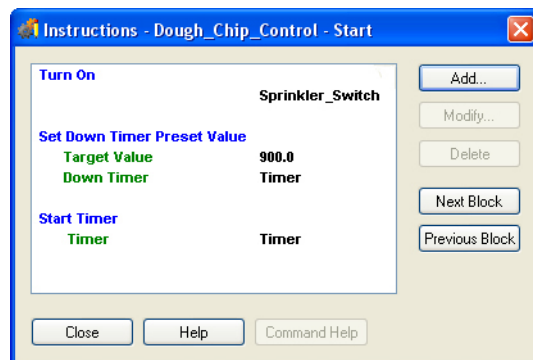 Instructions - Dough_Chip_Control - Start
Turn On
Sprinkler_Switch
Set Down Timer Preset Value
Target Value 900.0
Down Timer Timer
Start Timer
Timer Timer
Add...
Modify...
Delete
Next Block
Previous Block
Close Help Command Help